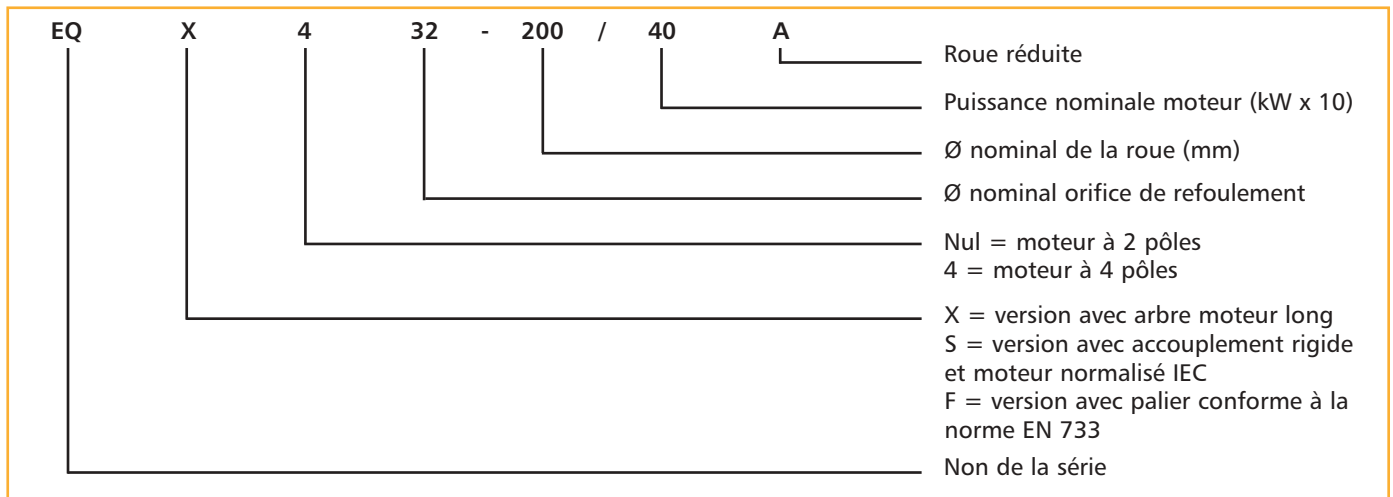 EQ X 4 32 - 200 / 40 A
Roue réduite
Puissance nominale moteur (kW x 10)
Ø nominal de la roue (mm)
Ø nominal orifice de refoulement
Nul = moteur à 2 pôles
4 = moteur à 4 pôles
X = version avec arbre moteur long
S = version avec accouplement rigide
et moteur normalisé IEC
F = version avec palier conforme à la
norme EN 733
Non de la série